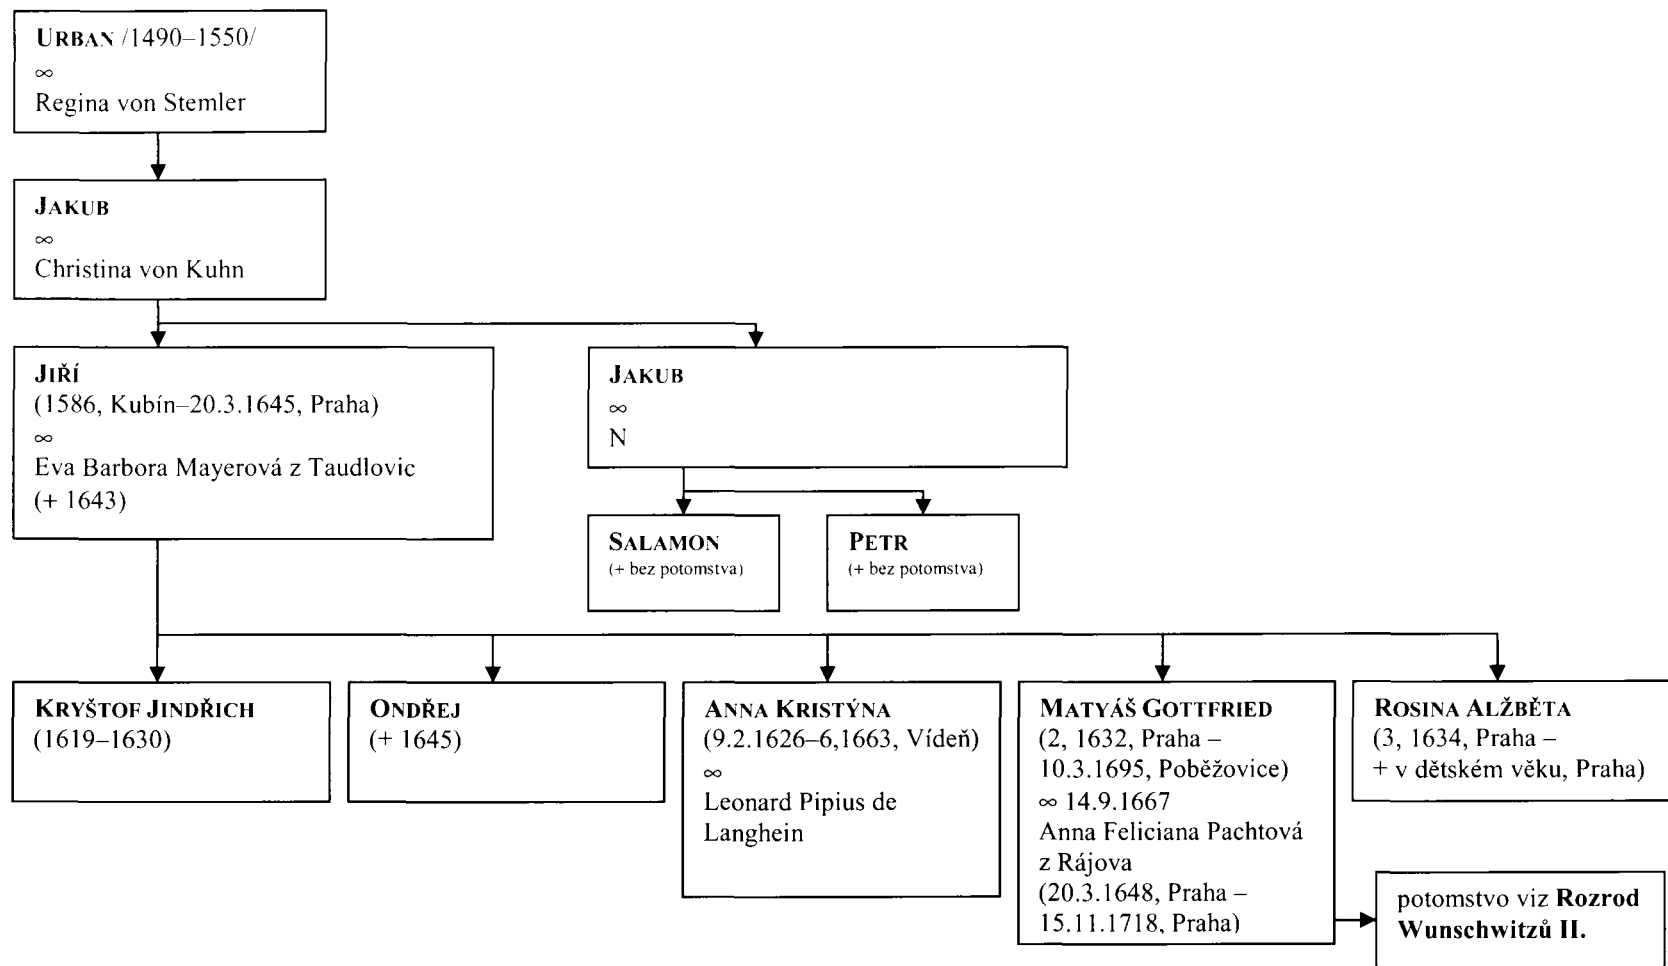 URBAN /1490–1550/
∞
Regina von Stemler
JAKUB
∞
Christina von Kuhn
JIŘÍ
(1586, Kubín–20.3.1645, Praha)
∞
Eva Barbora Mayerová z Taudlovic
(+ 1643)
JAKUB
∞
N
SALAMON
(+ bez potomstva)
PETR
(+ bez potomstva)
KRYŠTOF JINDŘICH
(1619–1630)
ONDŘEJ
(+ 1645)
ANNA KRISTÝNA
(9.2.1626–6,1663, Vídeň)
∞
Leonard Pipius de
Langhein
MATYÁŠ GOTTFRIED
(2, 1632, Praha –
10.3.1695, Poběžovice)
∞ 14.9.1667
Anna Feliciana Pachtová
z Rájova
(20.3.1648, Praha –
15.11.1718, Praha)
ROSINA ALŽBĚTA
(3, 1634, Praha –
+ v dětském věku, Praha)
potomstvo viz Rozrod
Wunschwitzů II.